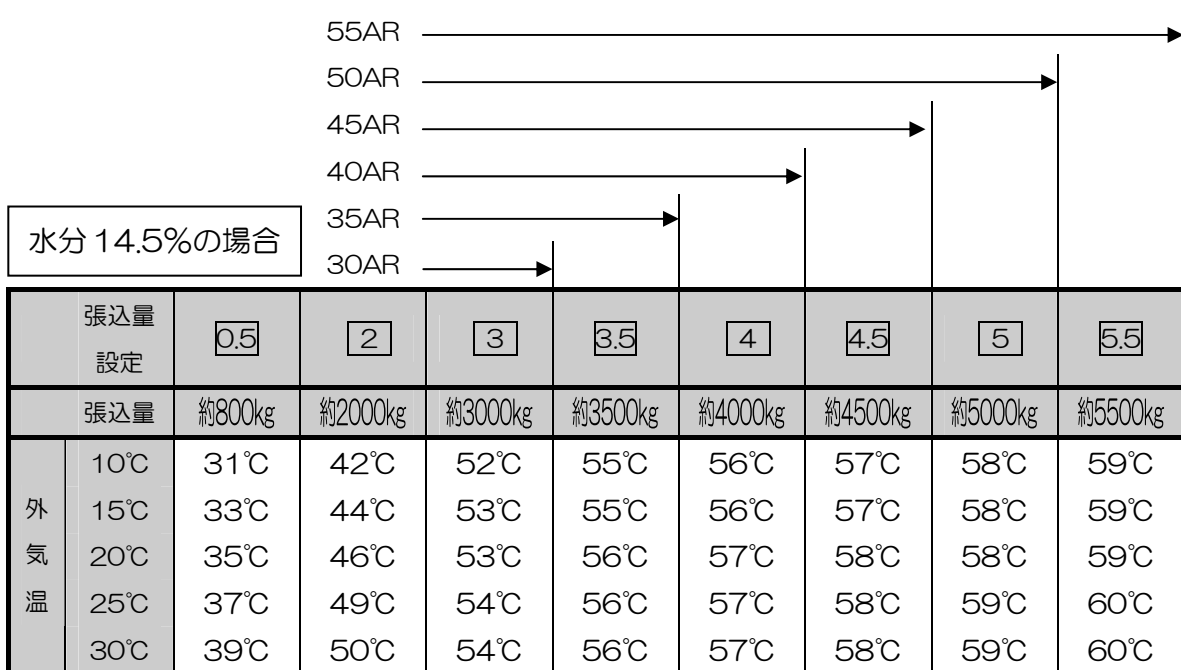 55AR
50AR
45AR
40AR
35AR
水分14.5%の場合
30AR
張込量
設定 0.5 2 3 3.5 4 4.5 5 5.5
張込量 約800kg 約2000kg 約3000kg 約3500kg 約4000kg 約4500kg 約5000kg 約5500kg
外気温
10℃ 31℃ 42℃ 52℃ 55℃ 56℃ 57℃ 58℃ 59℃
15℃ 33℃ 44℃ 53℃ 55℃ 56℃ 57℃ 58℃ 59℃
20℃ 35℃ 46℃ 53℃ 56℃ 57℃ 58℃ 58℃ 59℃
25℃ 37℃ 49℃ 54℃ 56℃ 57℃ 58℃ 59℃ 60℃
30℃ 39℃ 50℃ 54℃ 56℃ 57℃ 58℃ 59℃ 60℃